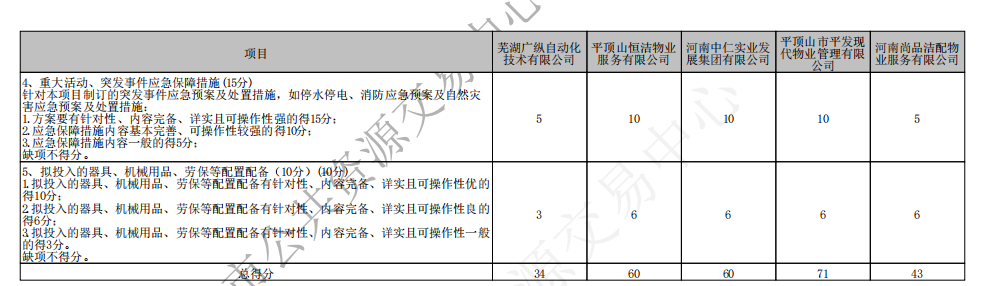 项目
芜湖广纵自动化
技术有限公司
平顶山恒洁物业
服务有限公司
河南中仁实业发
展集团有限公司
平顶山市平发现
代物业管理有限
公司
河南尚品洁配物
业服务有限公司
4、重大活动、突发事件应急保障措施(15分)
针对本项目制订的突发事件应急预案及处置措施，如停水停电、消防应急预案及自然灾
害应急预案及处置措施：
1.方案要有针对性、内容完备、详实且可操作性强的得15分；
2.应急保障措施内容基本完善、可操作性较强的得10分；
3.应急保障措施内容一般的得5分；
缺项不得分。
5
10
10
10
5
5、拟投入的器具、机械用品、劳保等配置配备（10分）(10分)
1.拟投入的器具、机械用品、劳保等配置配备有针对性、内容完备、详实且可操作性优的
得10分；
2.拟投入的器具、机械用品、劳保等配置配备有针对性、内容完备、详实且可操作性良的
得6分；
3.拟投入的器具、机械用品、劳保等配置配备有针对性、内容完备、详实且可操作性一般
的得3分。
缺项不得分。
3
6
6
6
6
总得分
34
60
60
71
43
市公共资源交易中心
源交易中心